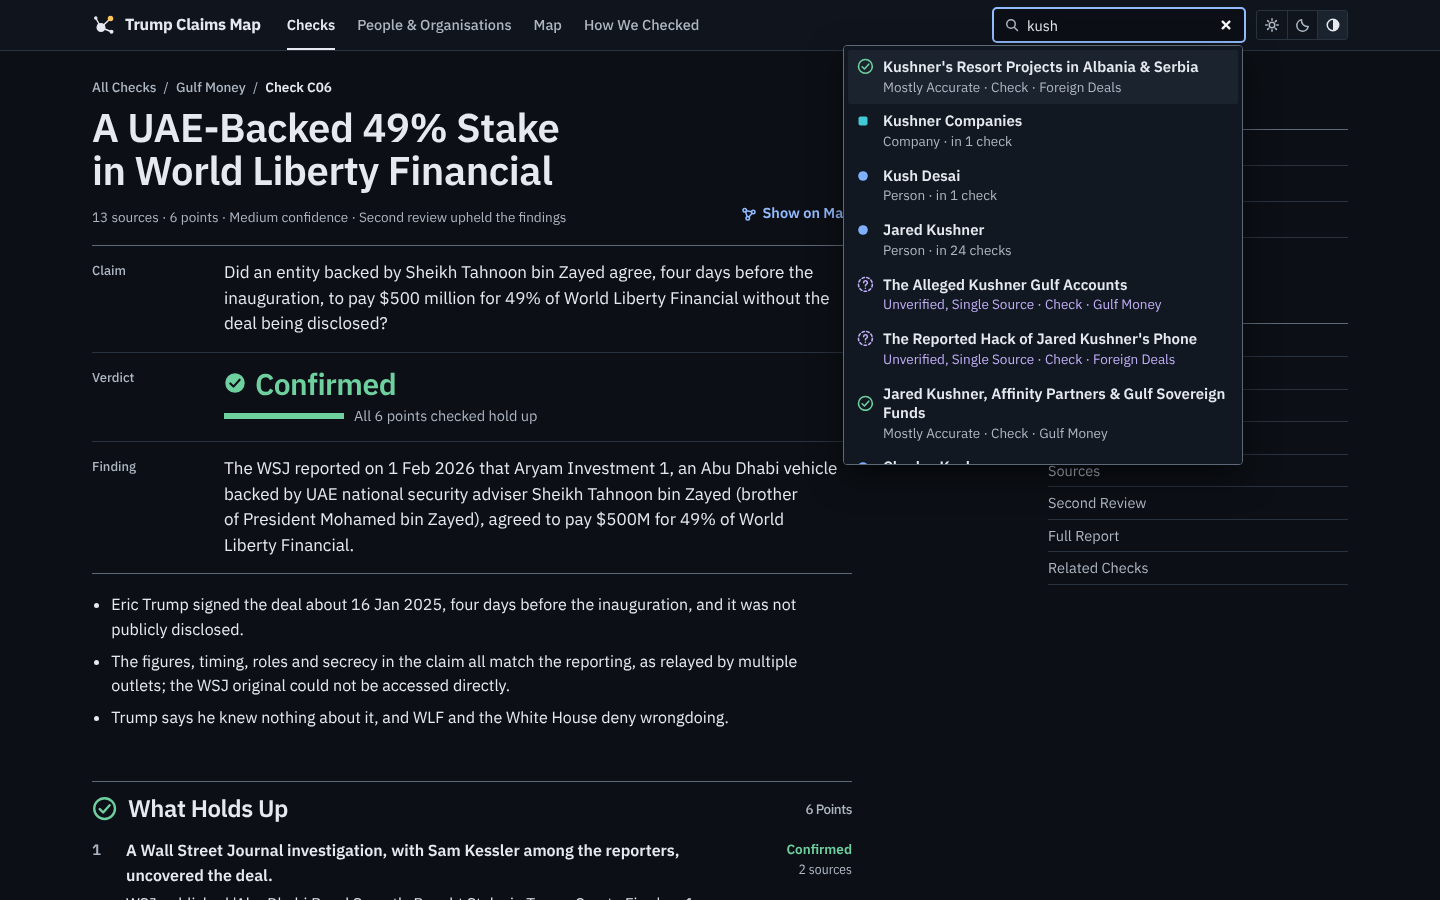 Trump Claims Map
Checks
People & Organisations
Map
How We Checked
kush
All Checks / Gulf Money / Check C06
A UAE-Backed 49% Stake
in World Liberty Financial
13 sources · 6 points · Medium confidence · Second review upheld the findings
Show on Ma
Kushner's Resort Projects in Albania & Serbia
Mostly Accurate · Check · Foreign Deals
Kushner Companies
Company · in 1 check
Kush Desai
Person · in 1 check
Jared Kushner
Person · in 24 checks
The Alleged Kushner Gulf Accounts
Unverified, Single Source · Check · Gulf Money
The Reported Hack of Jared Kushner's Phone
Unverified, Single Source · Check · Foreign Deals
Jared Kushner, Affinity Partners & Gulf Sovereign
Funds
Mostly Accurate · Check · Gulf Money
Claim
Did an entity backed by Sheikh Tahnoon bin Zayed agree, four days before the
inauguration, to pay $500 million for 49% of World Liberty Financial without the
deal being disclosed?
Verdict
Confirmed
All 6 points checked hold up
Finding
The WSJ reported on 1 Feb 2026 that Aryam Investment 1, an Abu Dhabi vehicle
backed by UAE national security adviser Sheikh Tahnoon bin Zayed (brother
of President Mohamed bin Zayed), agreed to pay $500M for 49% of World
Liberty Financial.
Sources
Second Review
Full Report
Related Checks
• Eric Trump signed the deal about 16 Jan 2025, four days before the inauguration, and it was not
publicly disclosed.
• The figures, timing, roles and secrecy in the claim all match the reporting, as relayed by multiple
outlets; the WSJ original could not be accessed directly.
• Trump says he knew nothing about it, and WLF and the White House deny wrongdoing.
What Holds Up
6 Points
1 A Wall Street Journal investigation, with Sam Kessler among the reporters,
uncovered the deal.
Confirmed
2 sources